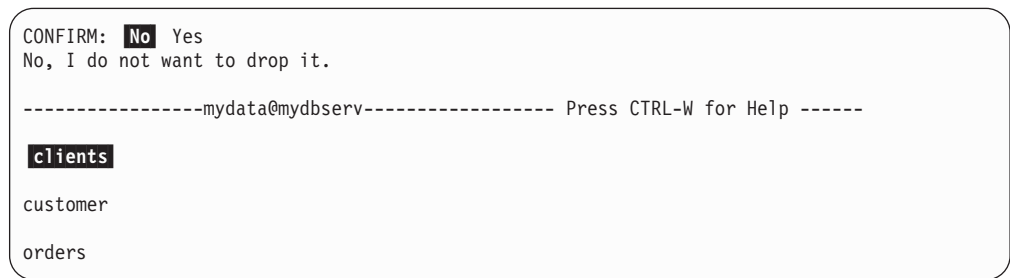 CONFIRM: No Yes
No, I do not want to drop it.
-----------------mydata@mydbserv------------------ Press CTRL-W for Help ------
clients
customer
orders